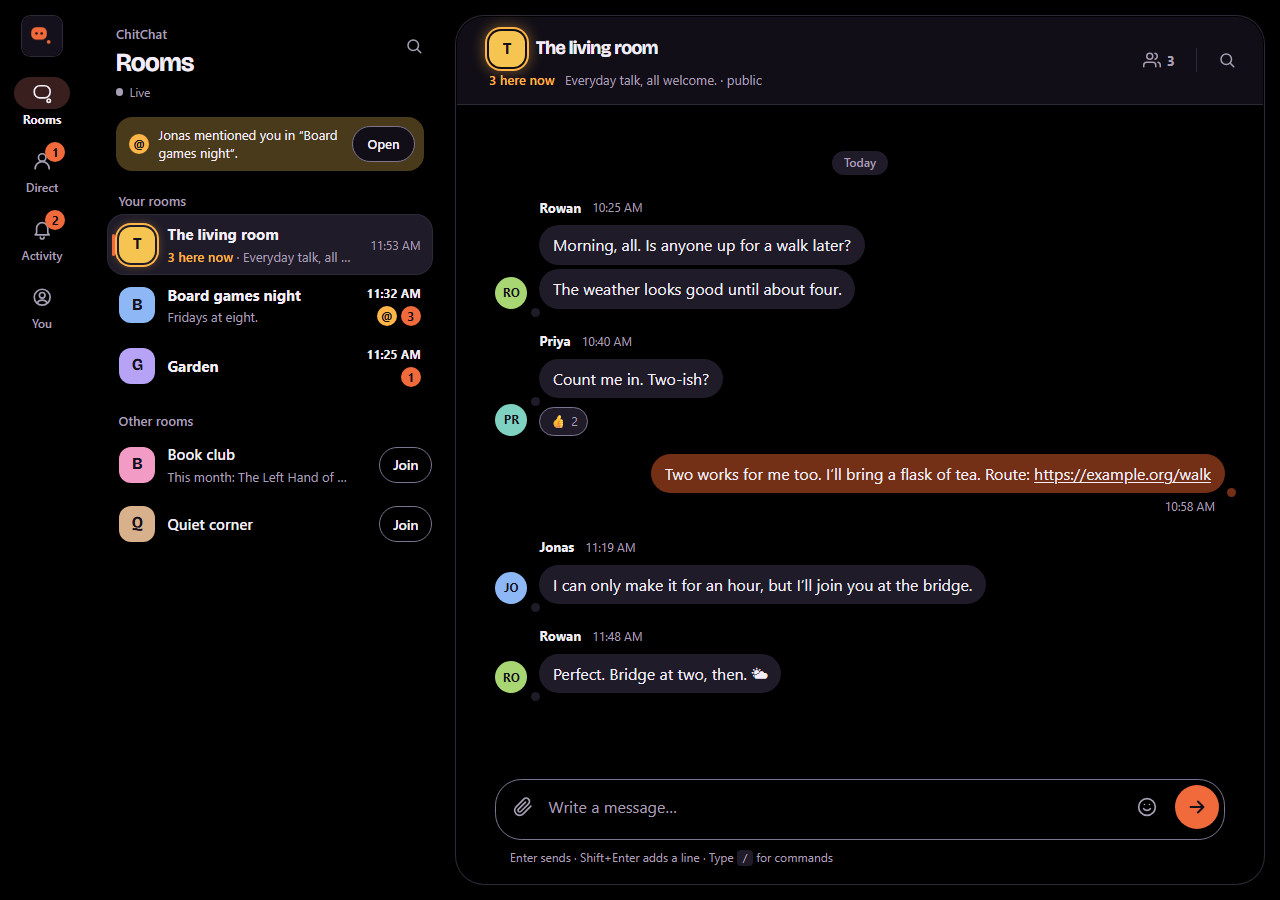 ChitChat
Rooms
Live
Rooms
1
Direct
2
Activity
You
@ Jonas mentioned you in “Board
games night”.
Open
Your rooms
T
The living room
3 here now · Everyday talk, all ...
11:53 AM
B
Board games night
Fridays at eight.
11:32 AM
@ 3
G
Garden
11:25 AM
1
Other rooms
B
Book club
This month: The Left Hand of ...
Join
Q
Quiet corner
Join
T
The living room
3 here now Everyday talk, all welcome. · public
3
Today
Rowan 10:25 AM
Morning, all. Is anyone up for a walk later?
RO
The weather looks good until about four.
Priya 10:40 AM
Count me in. Two-ish?
PR
👍 2
Two works for me too. I’ll bring a flask of tea. Route: https://example.org/walk
10:58 AM
Jonas 11:19 AM
JO
I can only make it for an hour, but I’ll join you at the bridge.
Rowan 11:48 AM
RO
Perfect. Bridge at two, then. 🌥️
Write a message...
Enter sends · Shift+Enter adds a line · Type / for commands